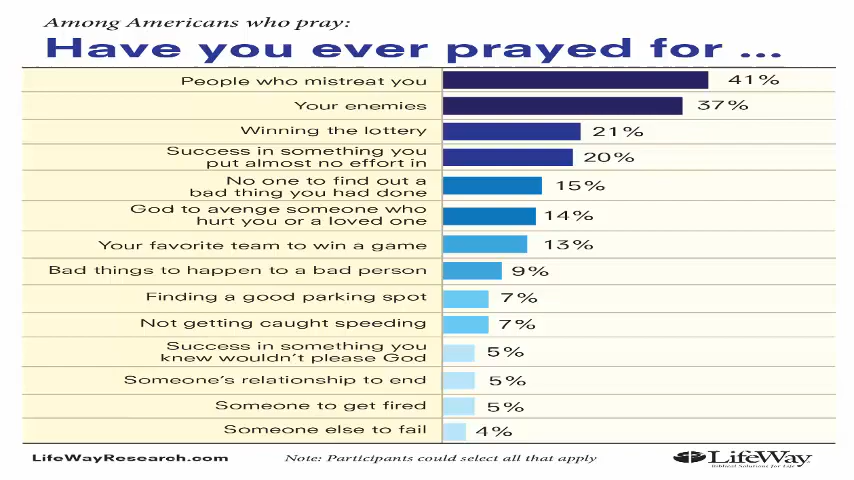 Among Americans who pray:
Have you ever prayed for ...
People who mistreat you 41%
Your enemies 37%
Winning the lottery 21%
Success in something you
put almost no effort in 20%
No one to find out a
bad thing you had done 15%
God to avenge someone who
hurt you or a loved one 14%
Your favorite team to win a game 13%
Bad things to happen to a bad person 9%
Finding a good parking spot 7%
Not getting caught speeding 7%
Success in something you
knew wouldn't please God 5%
Someone's relationship to end 5%
Someone to get fired 5%
Someone else to fail 4%
LifeWayResearch.com Note: Participants could select all that apply LifeWay
Biblical Solutions for Life